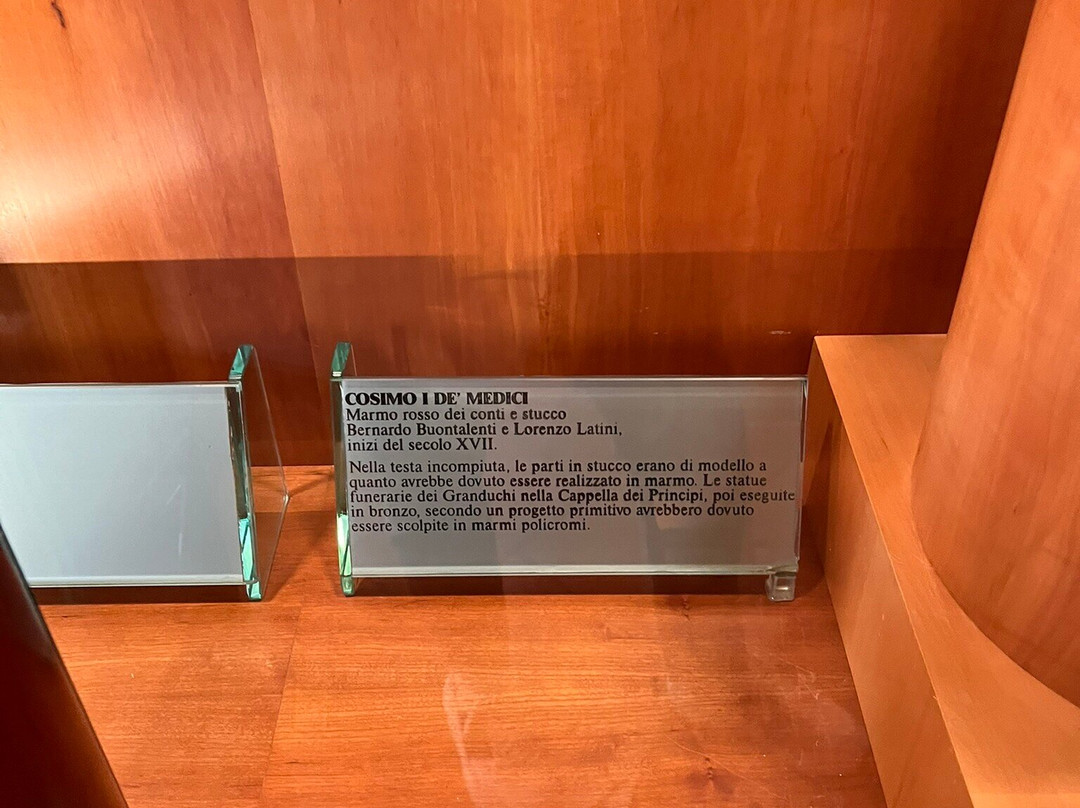 COSIMO I DE' MEDICI
Marmo rosso dei conti e stucco
Bernardo Buontalenti e Lorenzo Latini,
inizi del secolo XVII.
Nella testa incompiuta, le parti in stucco erano di modello a
quanto avrebbe dovuto essere realizzato in marmo. Le statue
funerarie dei Granduchi nella Cappella dei Principi, poi eseguite
in bronzo, secondo un progetto primitivo avrebbero dovuto
essere scolpite in marmi policromi.